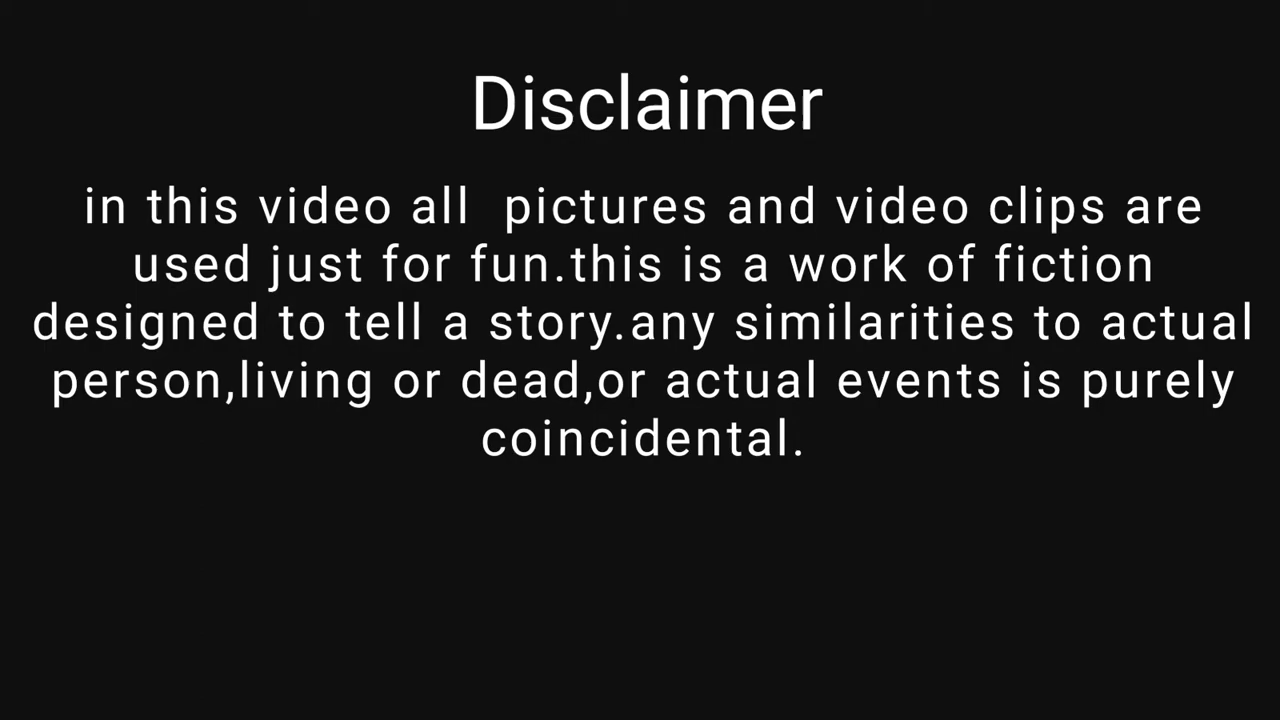 Disclaimer
in this video all  pictures and video clips are
used just for fun.this is a work of fiction
designed to tell a story.any similarities to actual
person,living or dead,or actual events is purely
coincidental.